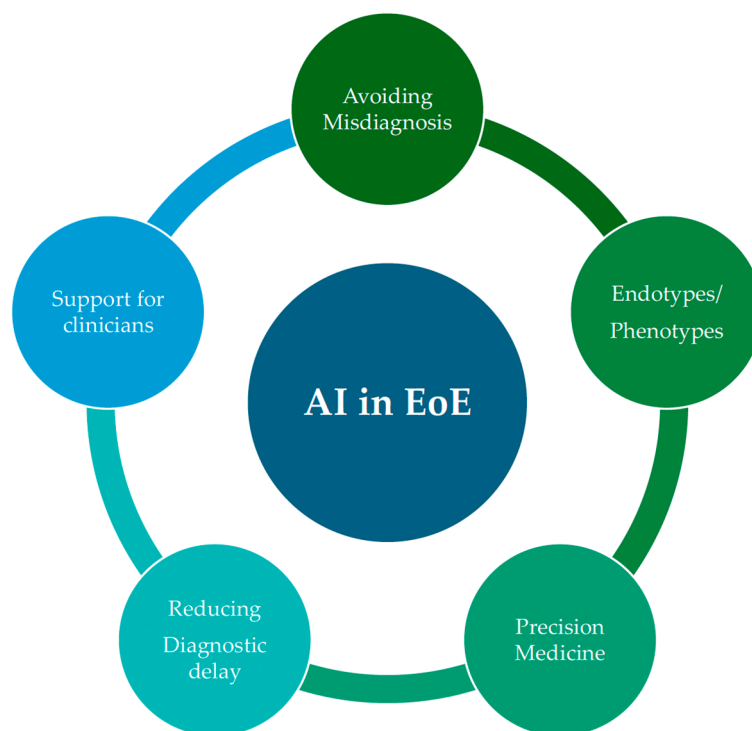 Avoiding
Misdiagnosis
Endotypes/
Phenotypes
Support for
clinicians
AI in EoE
Reducing
Diagnostic
delay
Precision
Medicine